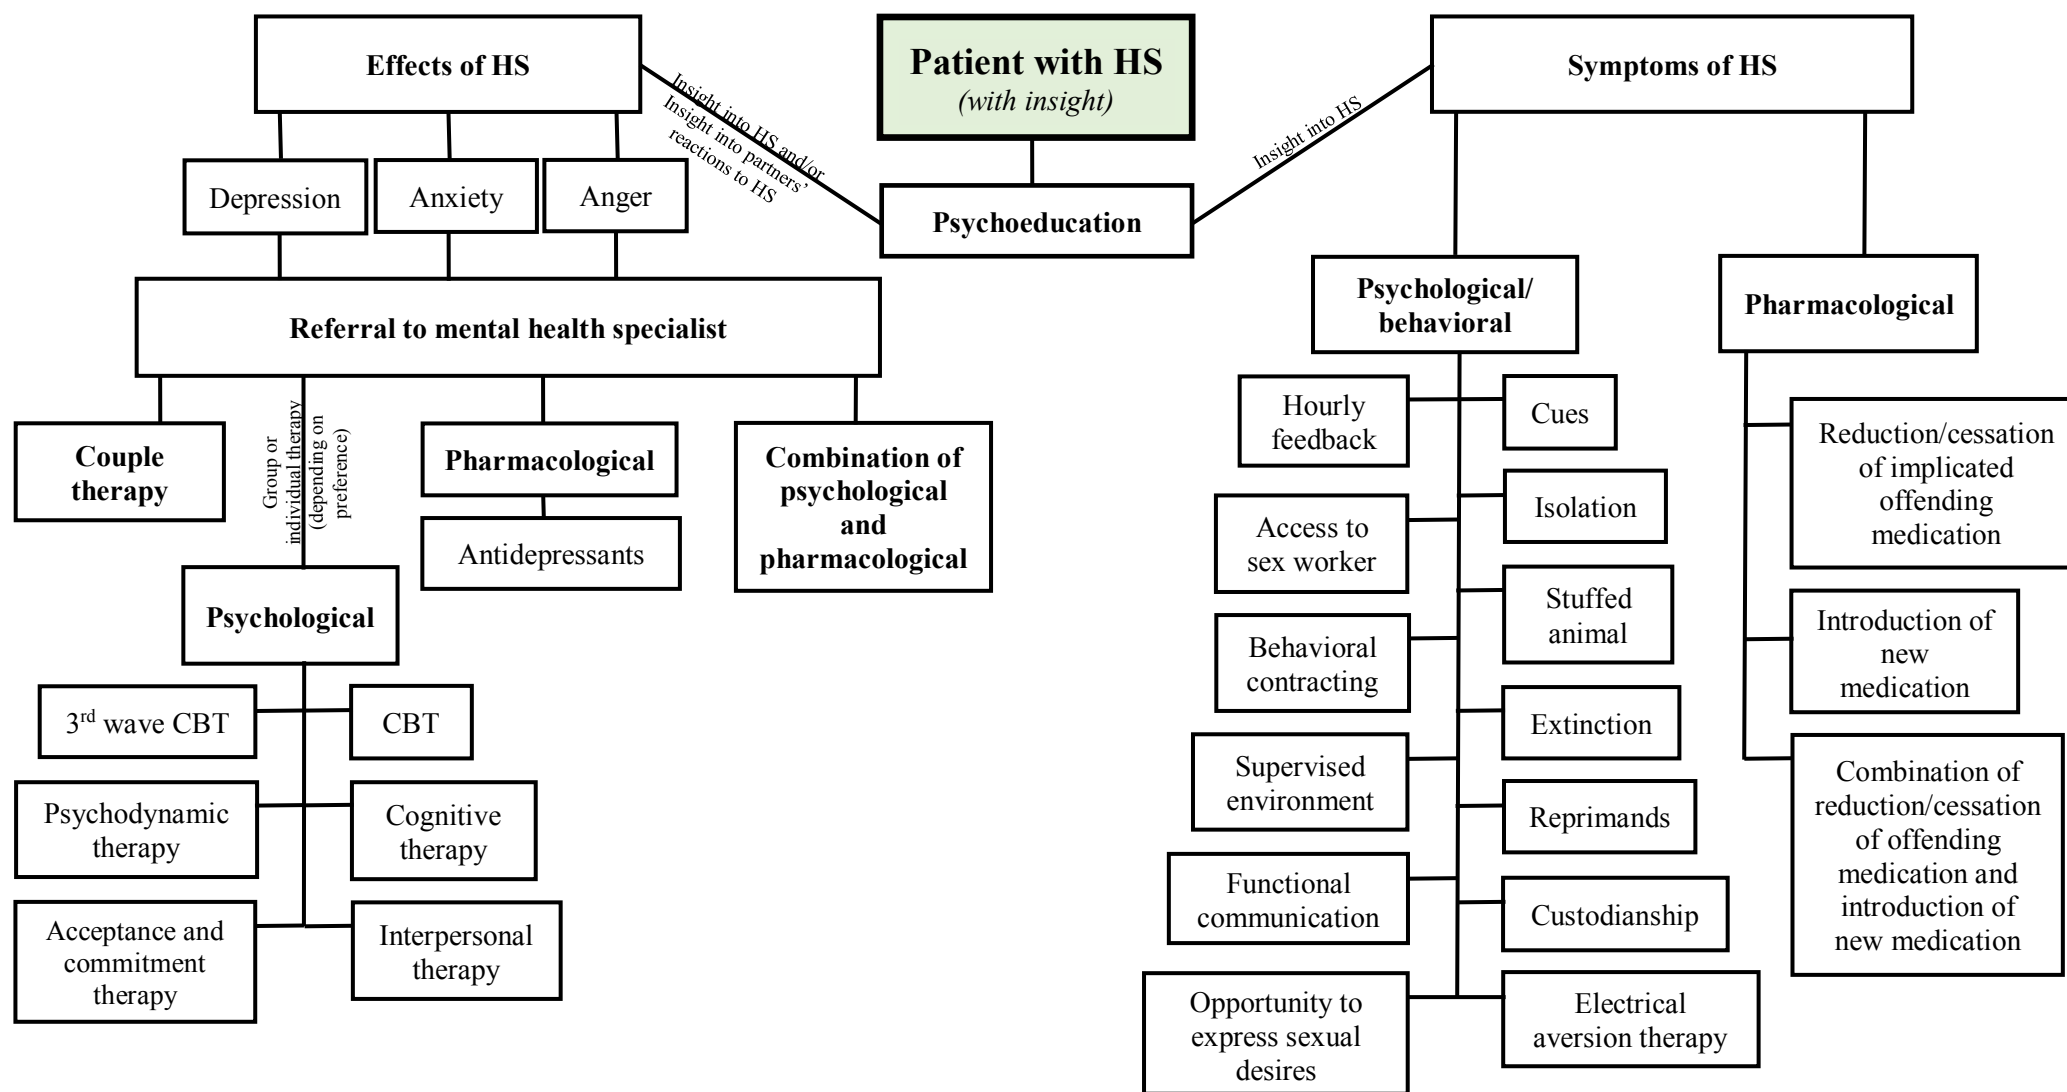 Effects of HS
Patient with HS
(with insight)
Symptoms of HS
Insight into HS and/or
Insight into partners’
reactions to HS
Insight into HS
Psychoeducation
Depression
Anxiety
Anger
Referral to mental health specialist
Couple
therapy
Group or
individual therapy
(depending on
preference)
Pharmacological
Antidepressants
Combination of
psychological
and
pharmacological
Psychological
3rd wave CBT
CBT
Psychodynamic
therapy
Cognitive
therapy
Acceptance and
commitment
therapy
Interpersonal
therapy
Psychological/
behavioral
Hourly
feedback
Cues
Isolation
Access to
sex worker
Stuffed
animal
Behavioral
contracting
Extinction
Supervised
environment
Reprimands
Functional
communication
Custodianship
Opportunity to
express sexual
desires
Electrical
aversion therapy
Pharmacological
Reduction/cessation
of implicated
offending
medication
Introduction of
new
medication
Combination of
reduction/cessation
of offending
medication and
introduction of
new medication